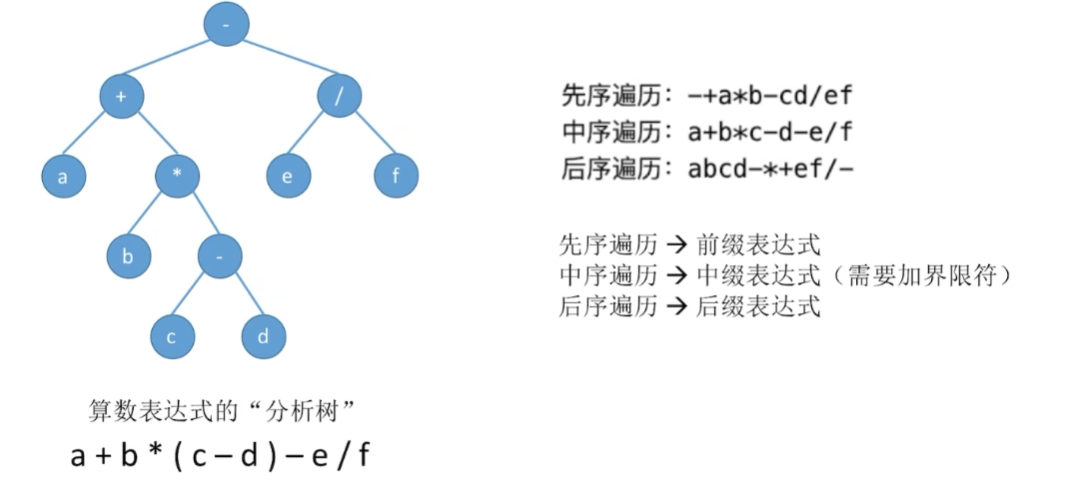 -
+
/
a
*
e
f
b
-
c
d
算数表达式的“分析树”
a+b*(c−d)−e/f
先序遍历: −+a*b−cd/ef
中序遍历: a+b*c−d−e/f
后序遍历: abcd−*+ef/−
先序遍历 → 前缀表达式
中序遍历 → 中缀表达式（需要加界限符）
后序遍历 → 后缀表达式